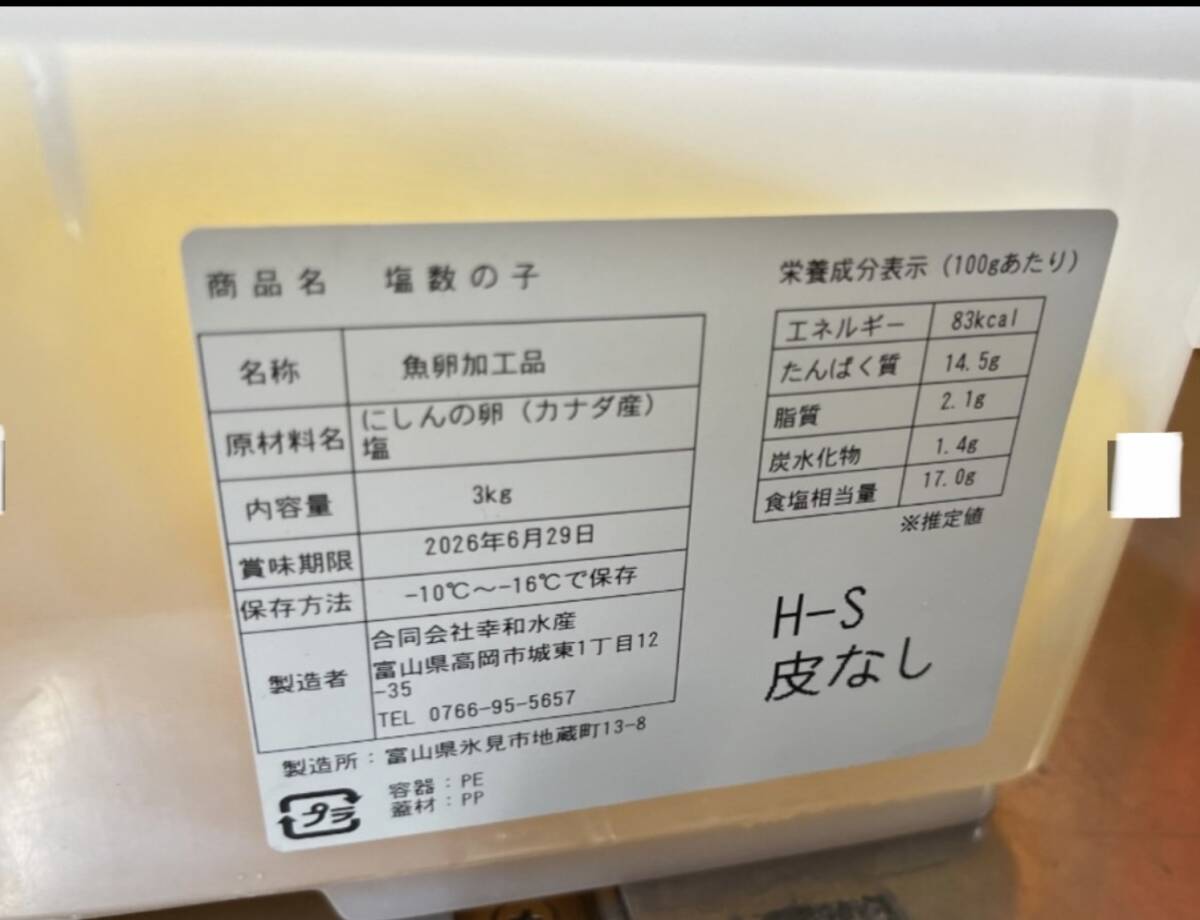 商品名 塩数の子
名称 魚卵加工品
原材料名 にしんの卵（カナダ産）
塩
内容量 3kg
賞味期限 2026年6月29日
保存方法 -10℃～-16℃で保存
製造者 合同会社幸和水産
富山県高岡市城東1丁目12
-35
TEL 0766-95-5657
製造所：富山県氷見市地蔵町13-8
プラ
容器：PE
蓋材：PP
栄養成分表示（100gあたり）
エネルギー 83kcal
たんぱく質 14.5g
脂質 2.1g
炭水化物 1.4g
食塩相当量 17.0g
※推定値
H-S
皮なし